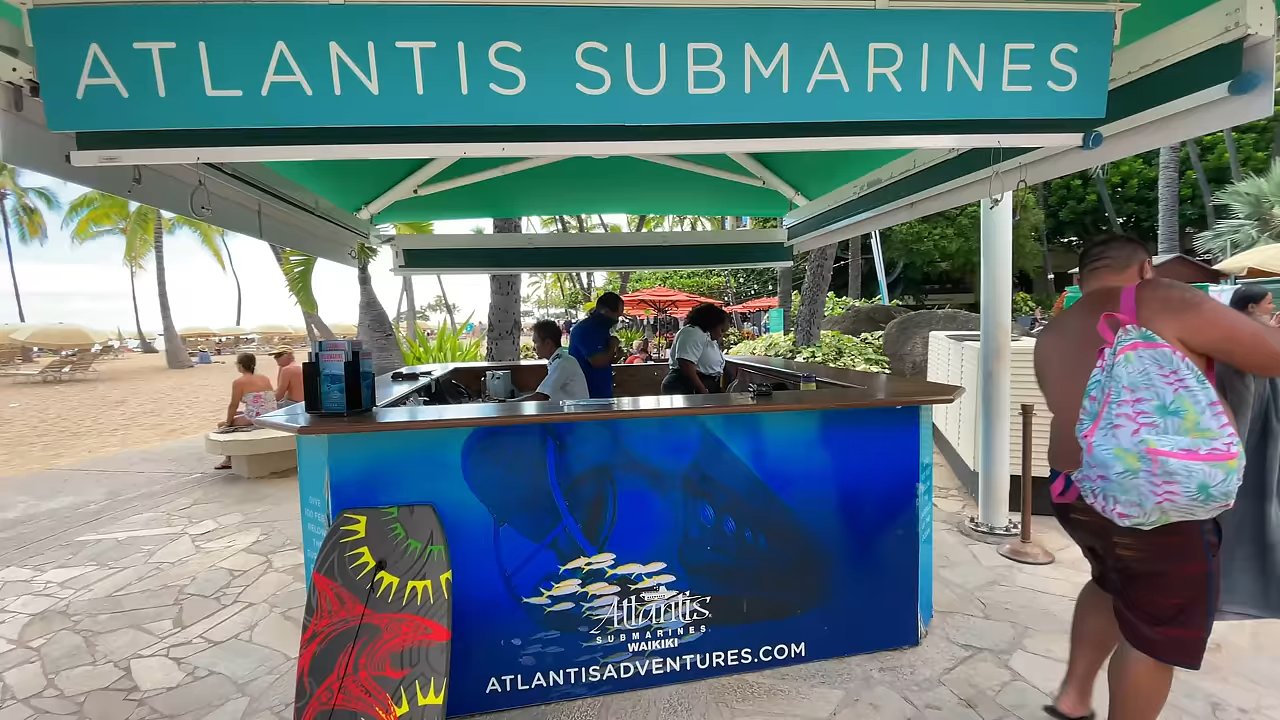 ATLANTIS SUBMARINES
Atlantis
SUBMARINES
WAIKIKI
ATLANTISADVENTURES.COM